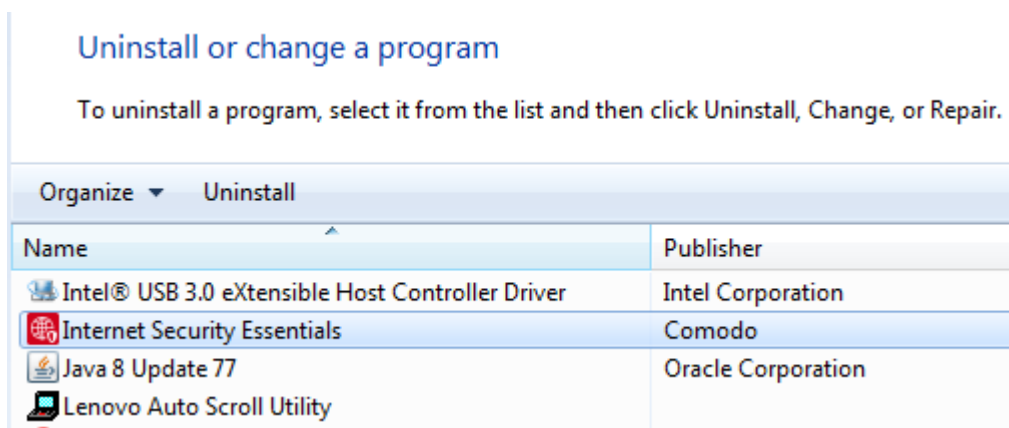 Uninstall or change a program
To uninstall a program, select it from the list and then click Uninstall, Change, or Repair.
Organize Uninstall
Name Publisher
Intel® USB 3.0 eXtensible Host Controller Driver Intel Corporation
Internet Security Essentials Comodo
Java 8 Update 77 Oracle Corporation
Lenovo Auto Scroll Utility